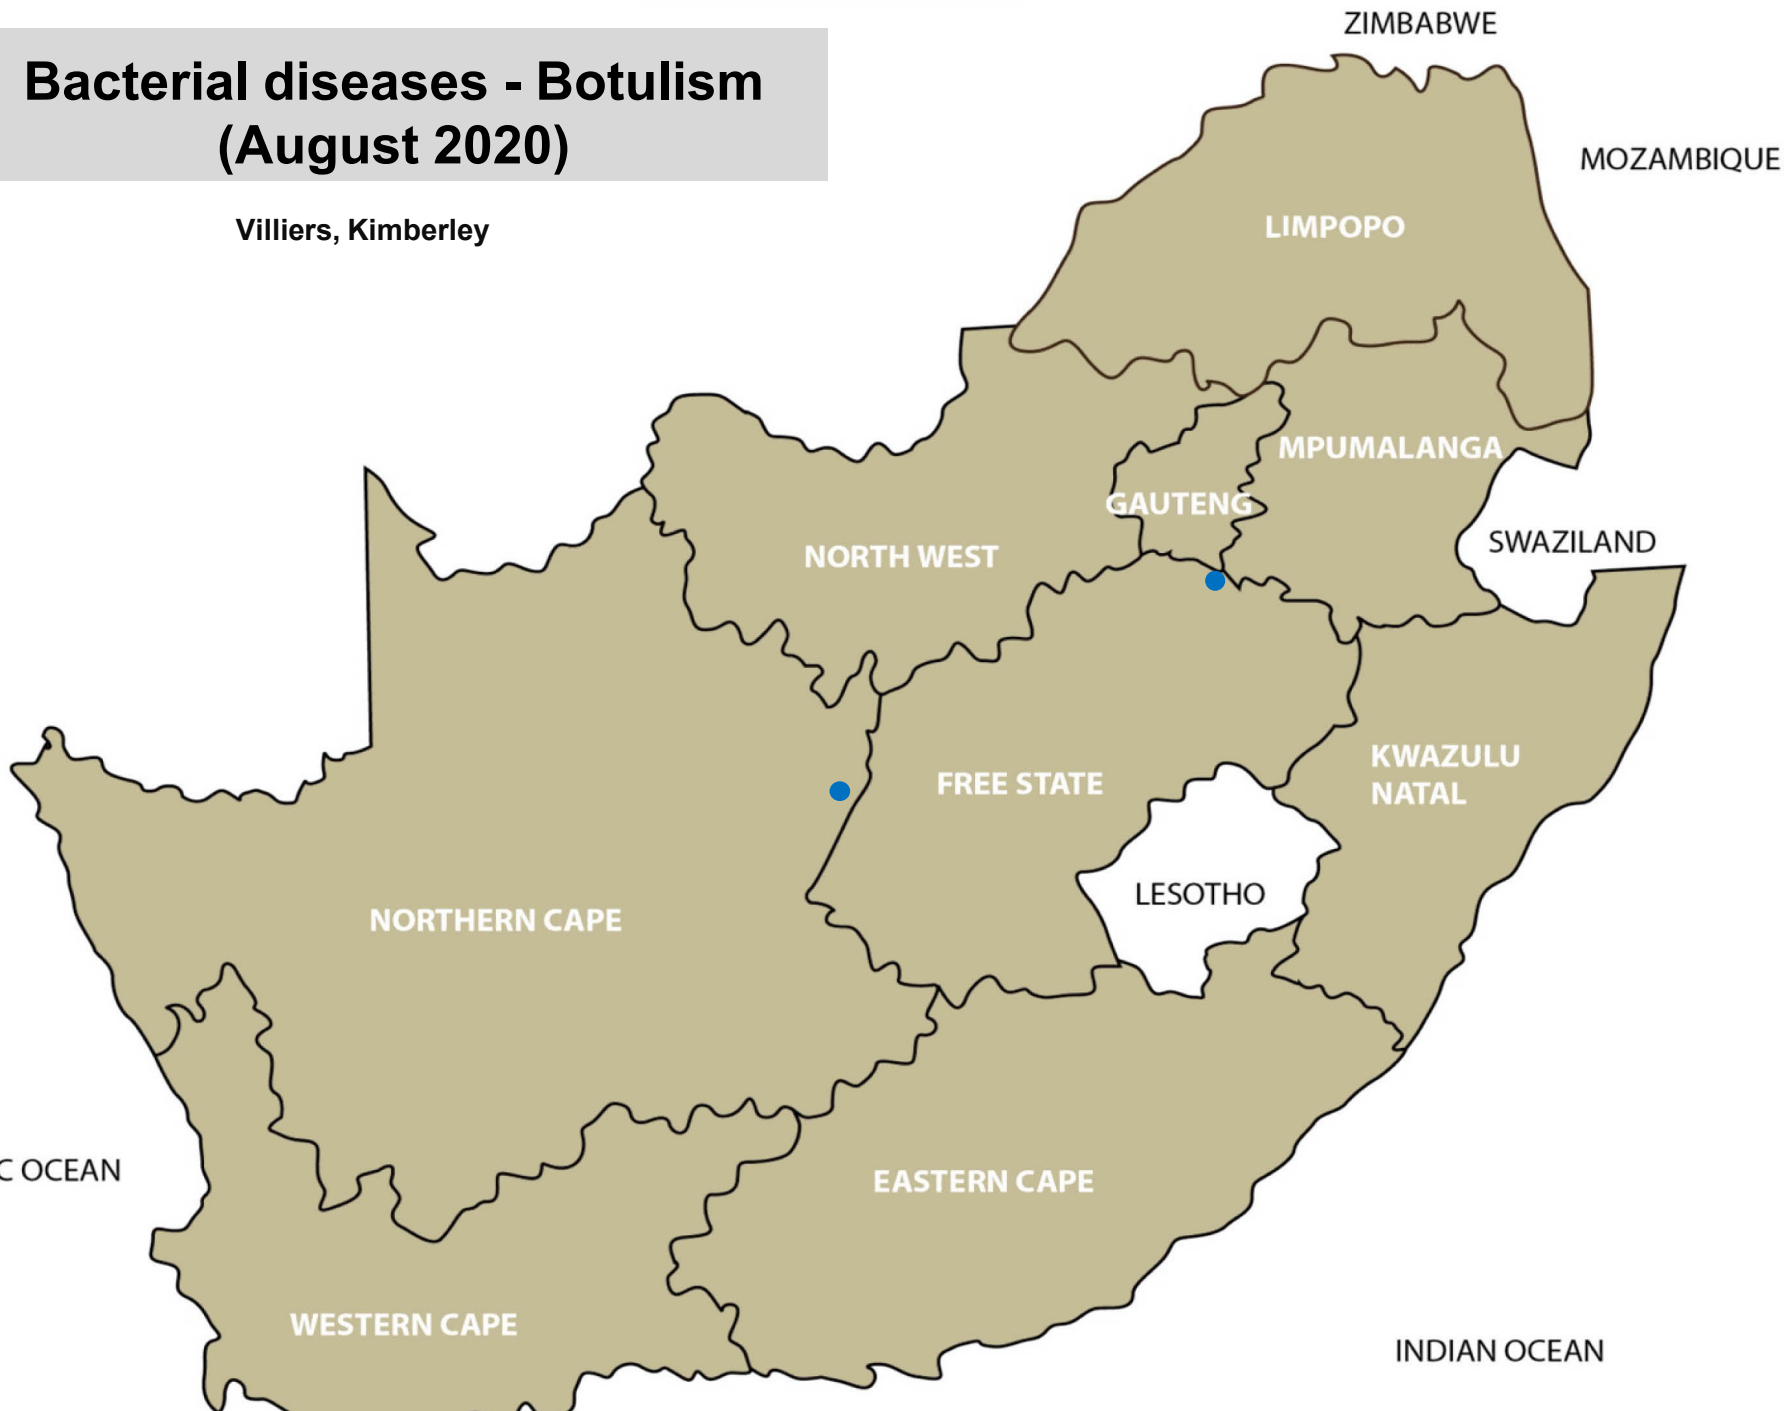 Bacterial diseases - Botulism
(August 2020)
Villiers, Kimberley
ZIMBABWE
MOZAMBIQUE
LIMPOPO
MPUMALANGA
GAUTENG
NORTH WEST
SWAZILAND
KWAZULU
NATAL
FREE STATE
LESOTHO
NORTHERN CAPE
C OCEAN
EASTERN CAPE
WESTERN CAPE
INDIAN OCEAN